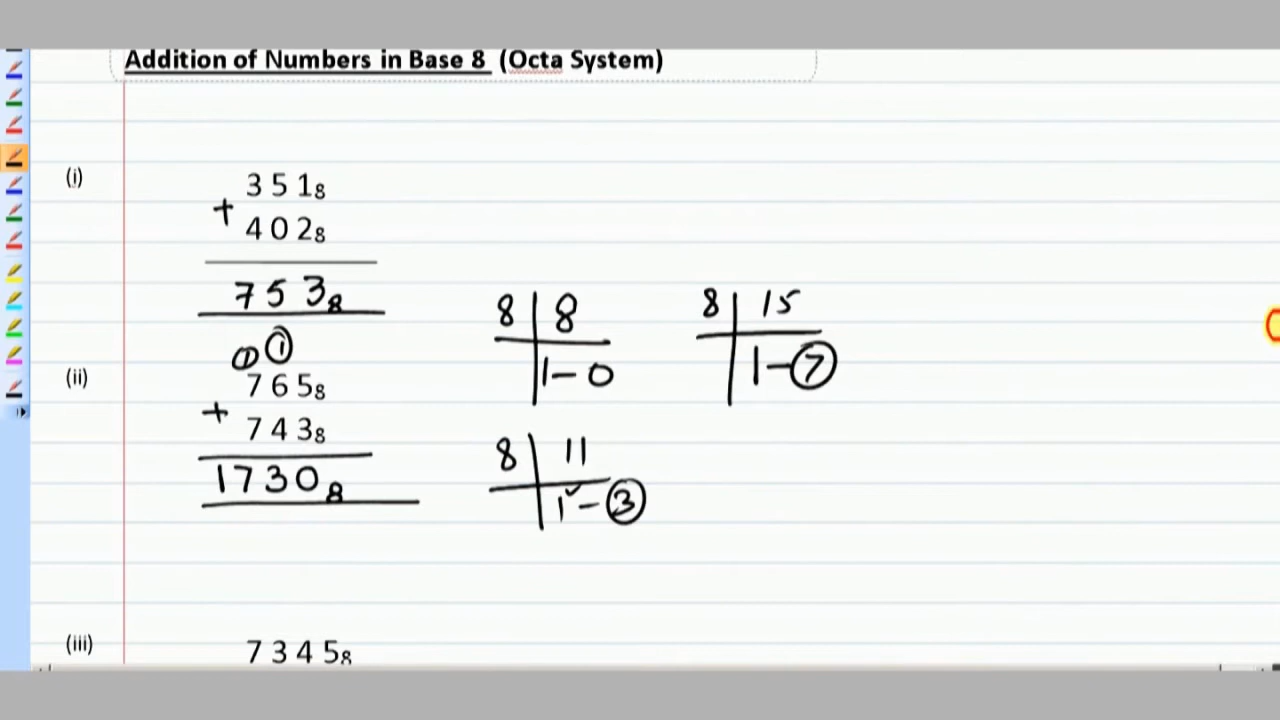 Addition of Numbers in Base 8 (Octa System)
(i)
3 5 1₈
+
4 0 2₈
7 5 3₈
8 | 8
1 – 0
8 | 15
1 – 7
1 1
(ii)
7 6 5₈
+
7 4 3₈
1 7 3 0₈
8 | 11
1 – 3
(iii)
7 3 4 5₈